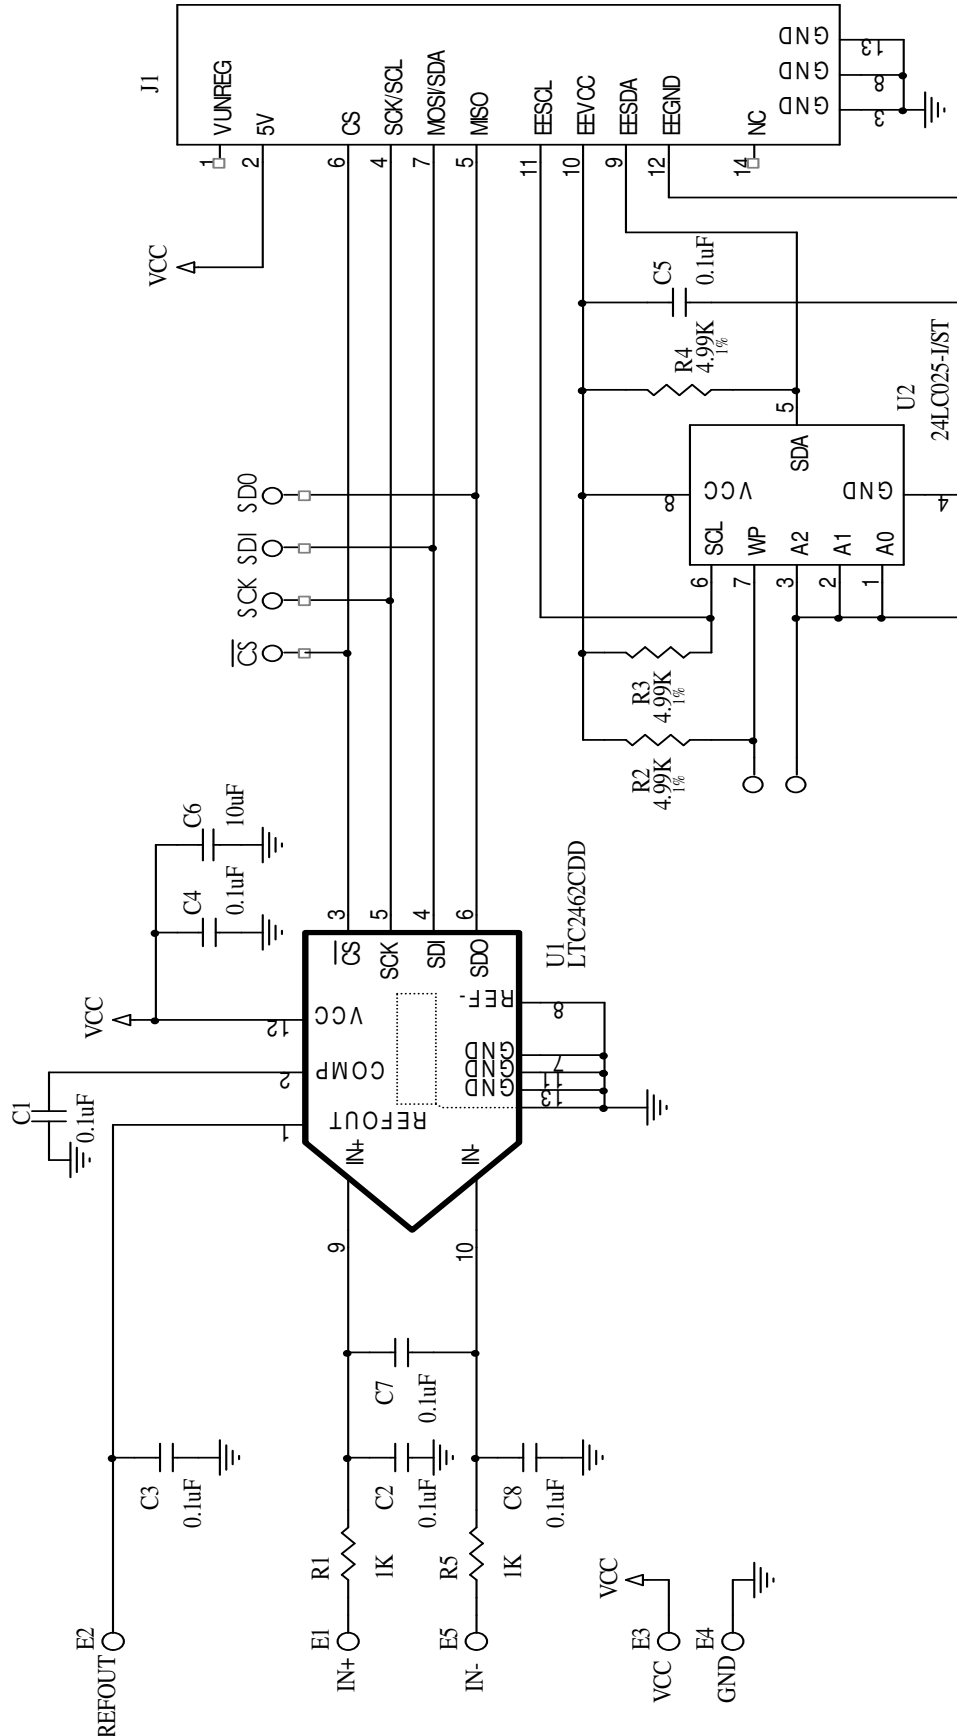 E2
REFOUT
C3
0.1uF
C1
0.1uF
VCC
C4
0.1uF
C6
10uF
VCC
J1
1
VUNREG
2
5V
6
CS
4
SCK/SCL
7
MOSI/SDA
5
MISO
11
EESCL
10
EEVCC
9
EESDA
12
EEGND
14
NC
GND
13
GND
8
GND
3
CS
SCK
SDI
SDO
E1
IN+
R1
1K
C2
0.1uF
C7
0.1uF
E5
IN-
R5
1K
C8
0.1uF
9
10
1
REFOUT
2
COMP
12
VCC
IN+
IN-
CS
3
SCK
5
SDI
4
SDO
6
REF-
8
GND
7
GND
11
GND
13
U1
LTC2462CDD
R2
4.99K
1%
R3
4.99K
1%
R4
4.99K
1%
C5
0.1uF
6
SCL
7
WP
3
A2
2
A1
1
A0
8
VCC
SDA
5
GND
4
U2
24LC025-I/ST
VCC
E3
VCC
E4
GND